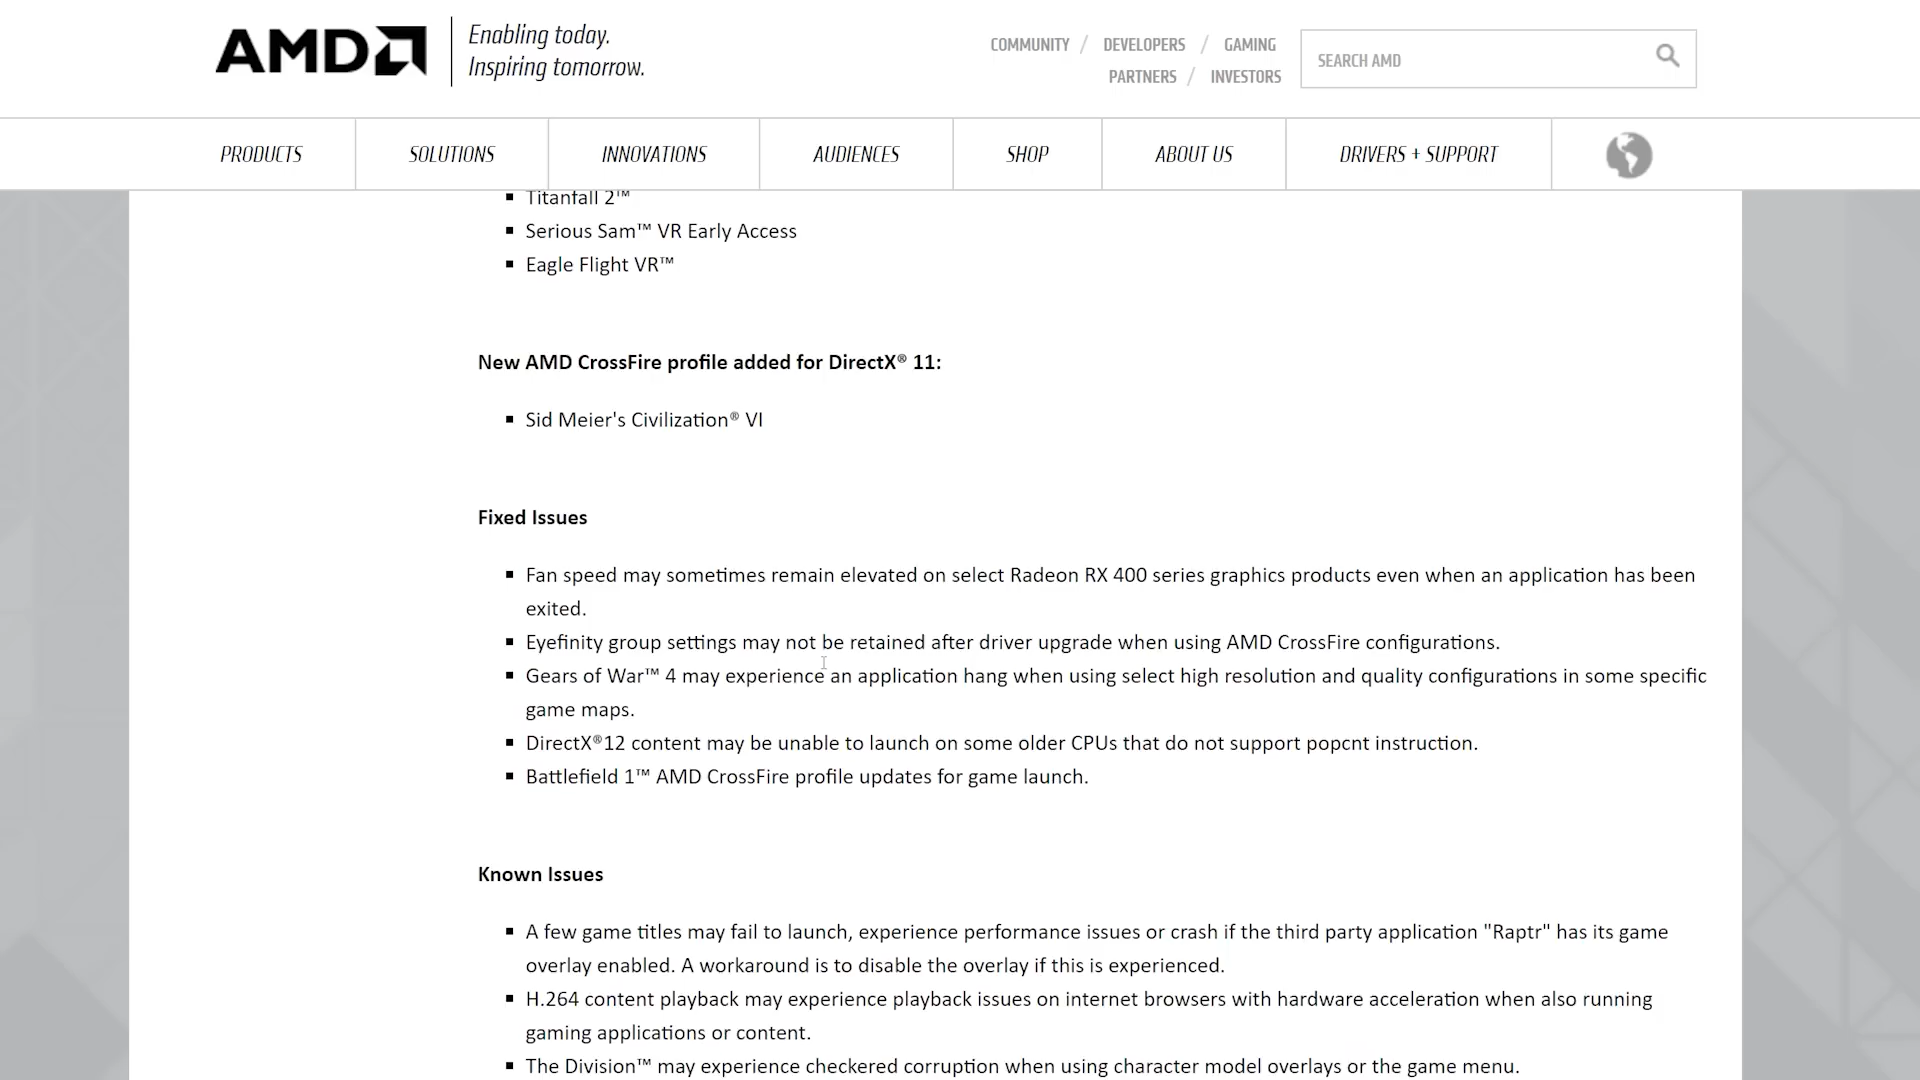 AMD
Enabling today.
Inspiring tomorrow.
COMMUNITY / DEVELOPERS / GAMING
PARTNERS / INVESTORS
SEARCH AMD
PRODUCTS
SOLUTIONS
INNOVATIONS
AUDIENCES
SHOP
ABOUT US
DRIVERS + SUPPORT
▪ Titanfall 2™
▪ Serious Sam™ VR Early Access
▪ Eagle Flight VR™
New AMD CrossFire profile added for DirectX® 11:
▪ Sid Meier's Civilization® VI
Fixed Issues
▪ Fan speed may sometimes remain elevated on select Radeon RX 400 series graphics products even when an application has been
exited.
▪ Eyefinity group settings may not be retained after driver upgrade when using AMD CrossFire configurations.
▪ Gears of War™ 4 may experience an application hang when using select high resolution and quality configurations in some specific
game maps.
▪ DirectX®12 content may be unable to launch on some older CPUs that do not support popcnt instruction.
▪ Battlefield 1™ AMD CrossFire profile updates for game launch.
Known Issues
▪ A few game titles may fail to launch, experience performance issues or crash if the third party application "Raptr" has its game
overlay enabled. A workaround is to disable the overlay if this is experienced.
▪ H.264 content playback may experience playback issues on internet browsers with hardware acceleration when also running
gaming applications or content.
▪ The Division™ may experience checkered corruption when using character model overlays or the game menu.